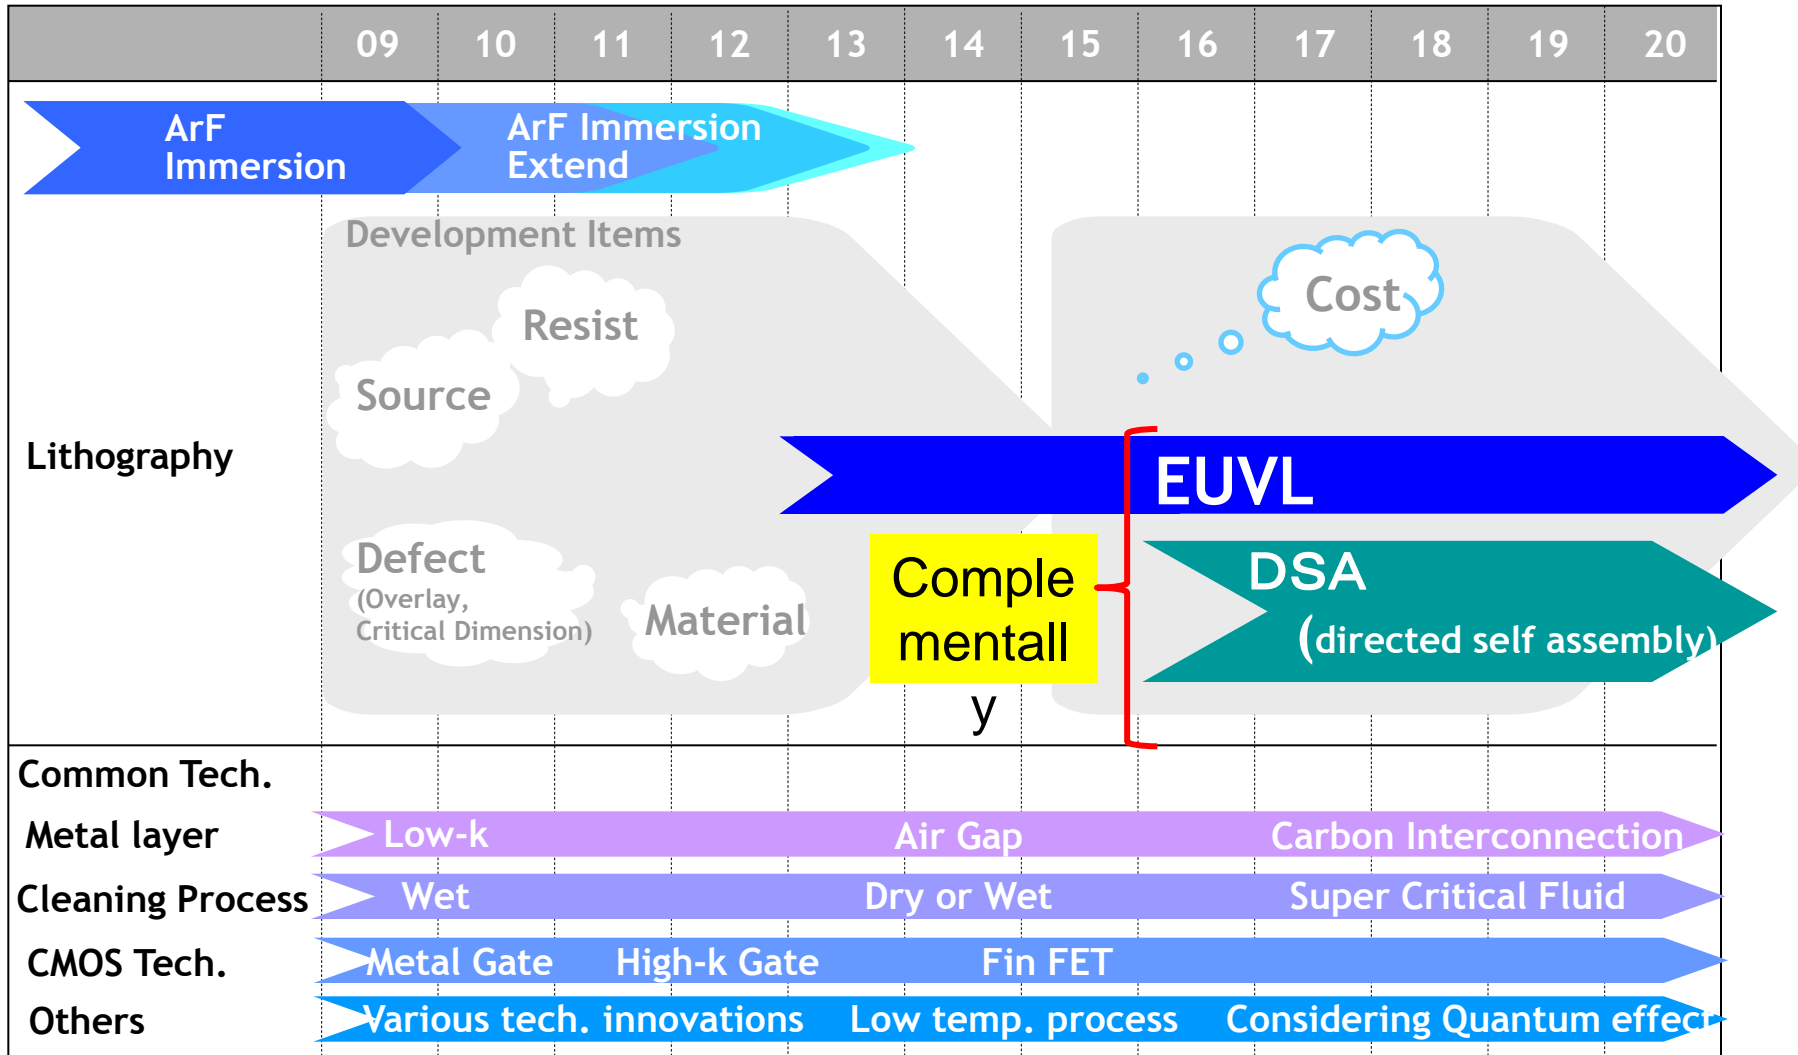 09 10 11 12 13 14 15 16 17 18 19 20
ArF
Immersion
ArF Immersion
Extend
Development Items
Resist
Source
Cost
Lithography
EUVL
Defect
(Overlay,
Critical Dimension)
Material
Comple
mentall
y
DSA
(directed self assembly)
Common Tech.
Metal layer
Low-k
Air Gap
Carbon Interconnection
Cleaning Process
Wet
Dry or Wet
Super Critical Fluid
CMOS Tech.
Metal Gate
High-k Gate
Fin FET
Others
Various tech. innovations
Low temp. process
Considering Quantum effect